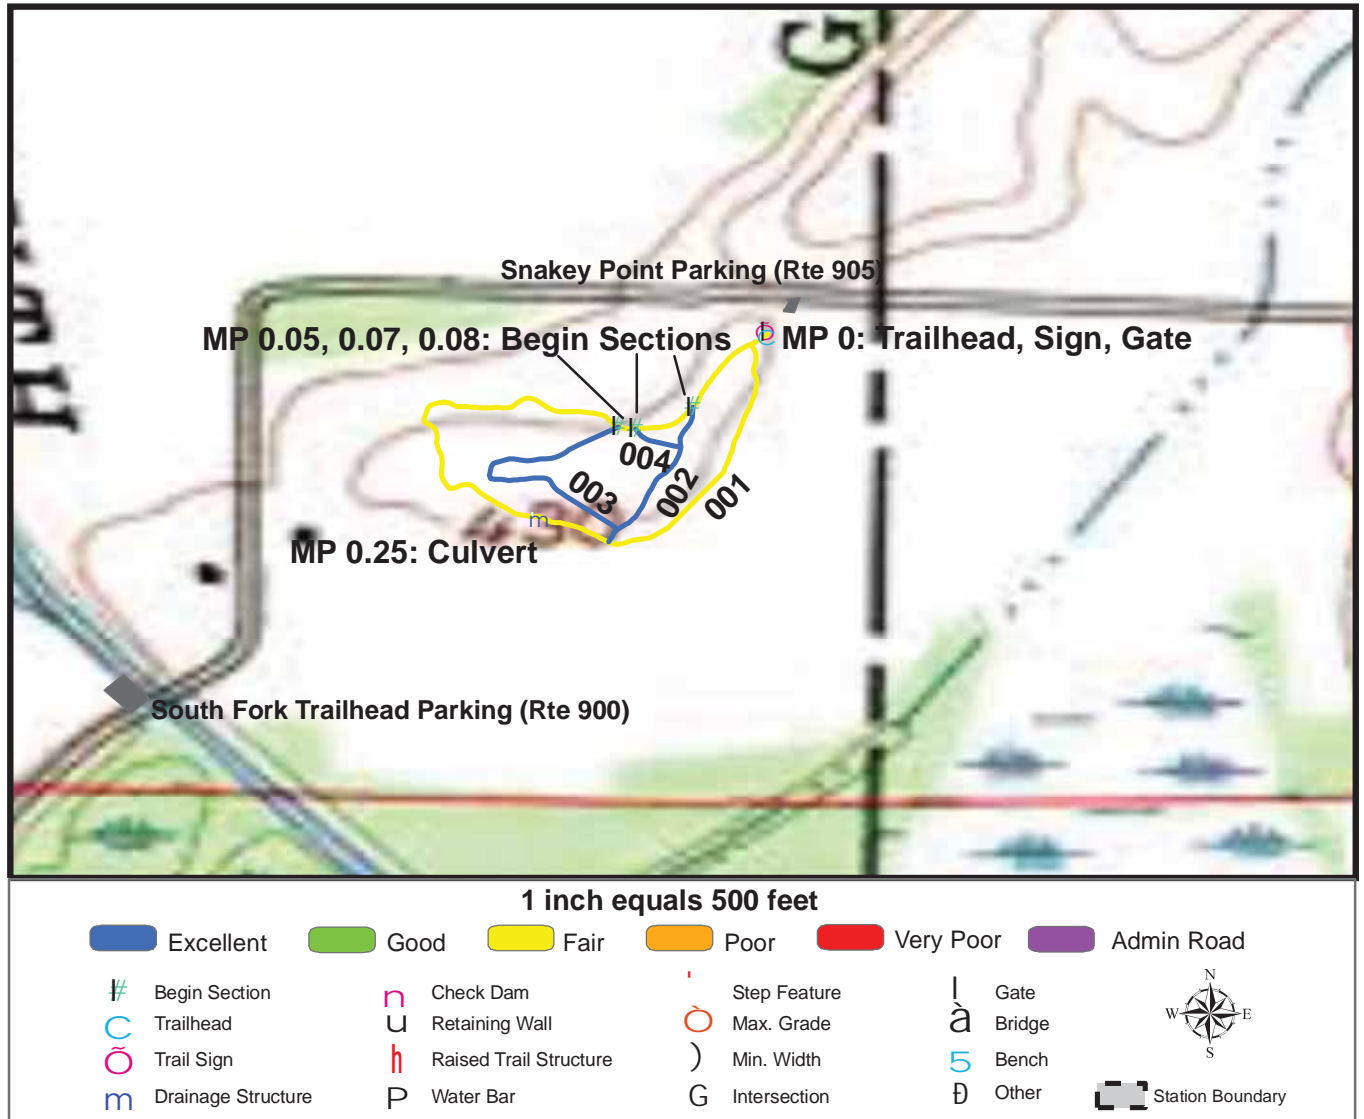 G
Snakey Point Parking (Rte 905)
MP 0.05, 0.07, 0.08: Begin Sections
MP 0: Trailhead, Sign, Gate
004
003
002
001
MP 0.25: Culvert
South Fork Trailhead Parking (Rte 900)
1 inch equals 500 feet
Excellent
Good
Fair
Poor
Very Poor
Admin Road
Begin Section
Check Dam
Step Feature
Gate
Trailhead
Retaining Wall
Max. Grade
Bridge
Trail Sign
Raised Trail Structure
Min. Width
Bench
Drainage Structure
Water Bar
Intersection
Other
Station Boundary
N
W
E
S